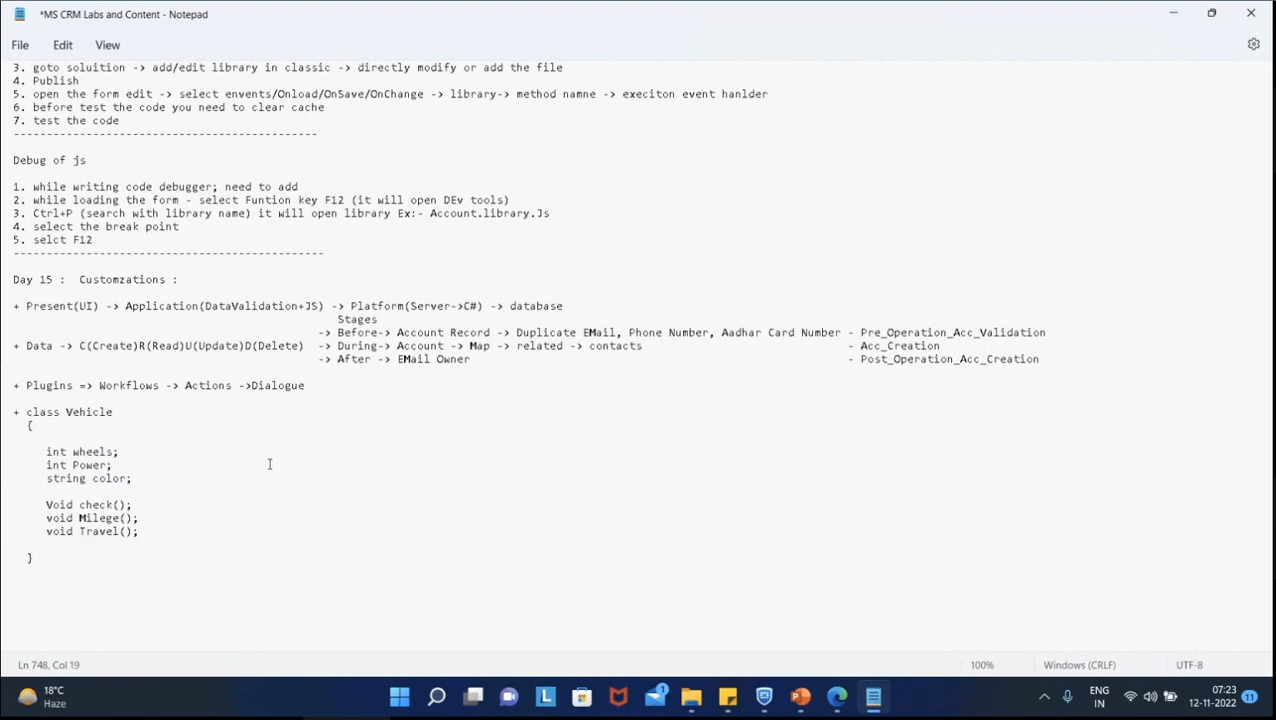 *MS CRM Labs and Content - Notepad
File Edit View
3. goto soluition -> add/edit library in classic -> directly modify or add the file
4. Publish
5. open the form edit -> select envents/Onload/OnSave/OnChange -> library-> method namne -> execiton event hanlder
6. before test the code you need to clear cache
7. test the code
----------------------------------------------
Debug of js
1. while writing code debugger; need to add
2. while loading the form - select Funtion key F12 (it will open DEv tools)
3. Ctrl+P (search with library name) it will open library Ex:- Account.library.Js
4. select the break point
5. selct F12
-----------------------------------------------
Day 15 :  Customzations :
+ Present(UI) -> Application(DataValidation+JS) -> Platform(Server->C#) -> database
Stages
-> Before-> Account Record -> Duplicate EMail, Phone Number, Aadhar Card Number - Pre_Operation_Acc_Validation
+ Data -> C(Create)R(Read)U(Update)D(Delete) -> During-> Account -> Map -> related -> contacts - Acc_Creation
-> After -> EMail Owner - Post_Operation_Acc_Creation
+ Plugins => Workflows -> Actions ->Dialogue
+ class Vehicle
{
int wheels;
int Power;
string color;
Void check();
void Milege();
void Travel();
}
Ln 748, Col 19 100% Windows (CRLF) UTF-8
18°C
Haze
L
1
ENG
IN
07:23
12-11-2022
11